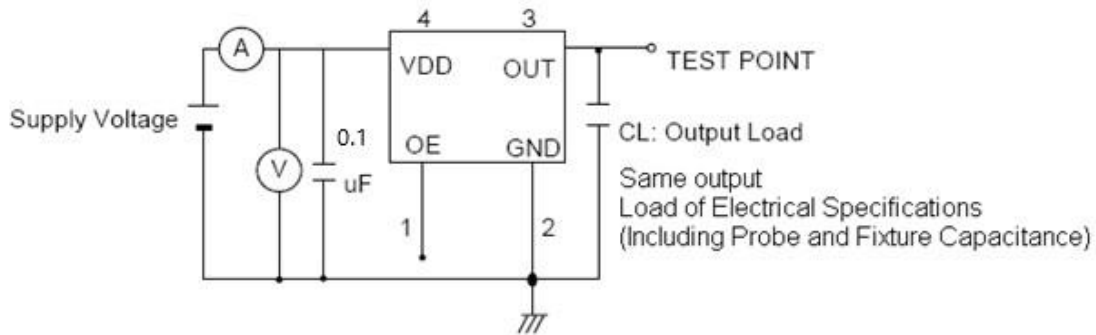 4
3
A
VDD
OUT
TEST POINT
Supply Voltage
0.1
uF
V
OE
GND
CL: Output Load
1
2
Same output
Load of Electrical Specifications
(Including Probe and Fixture Capacitance)